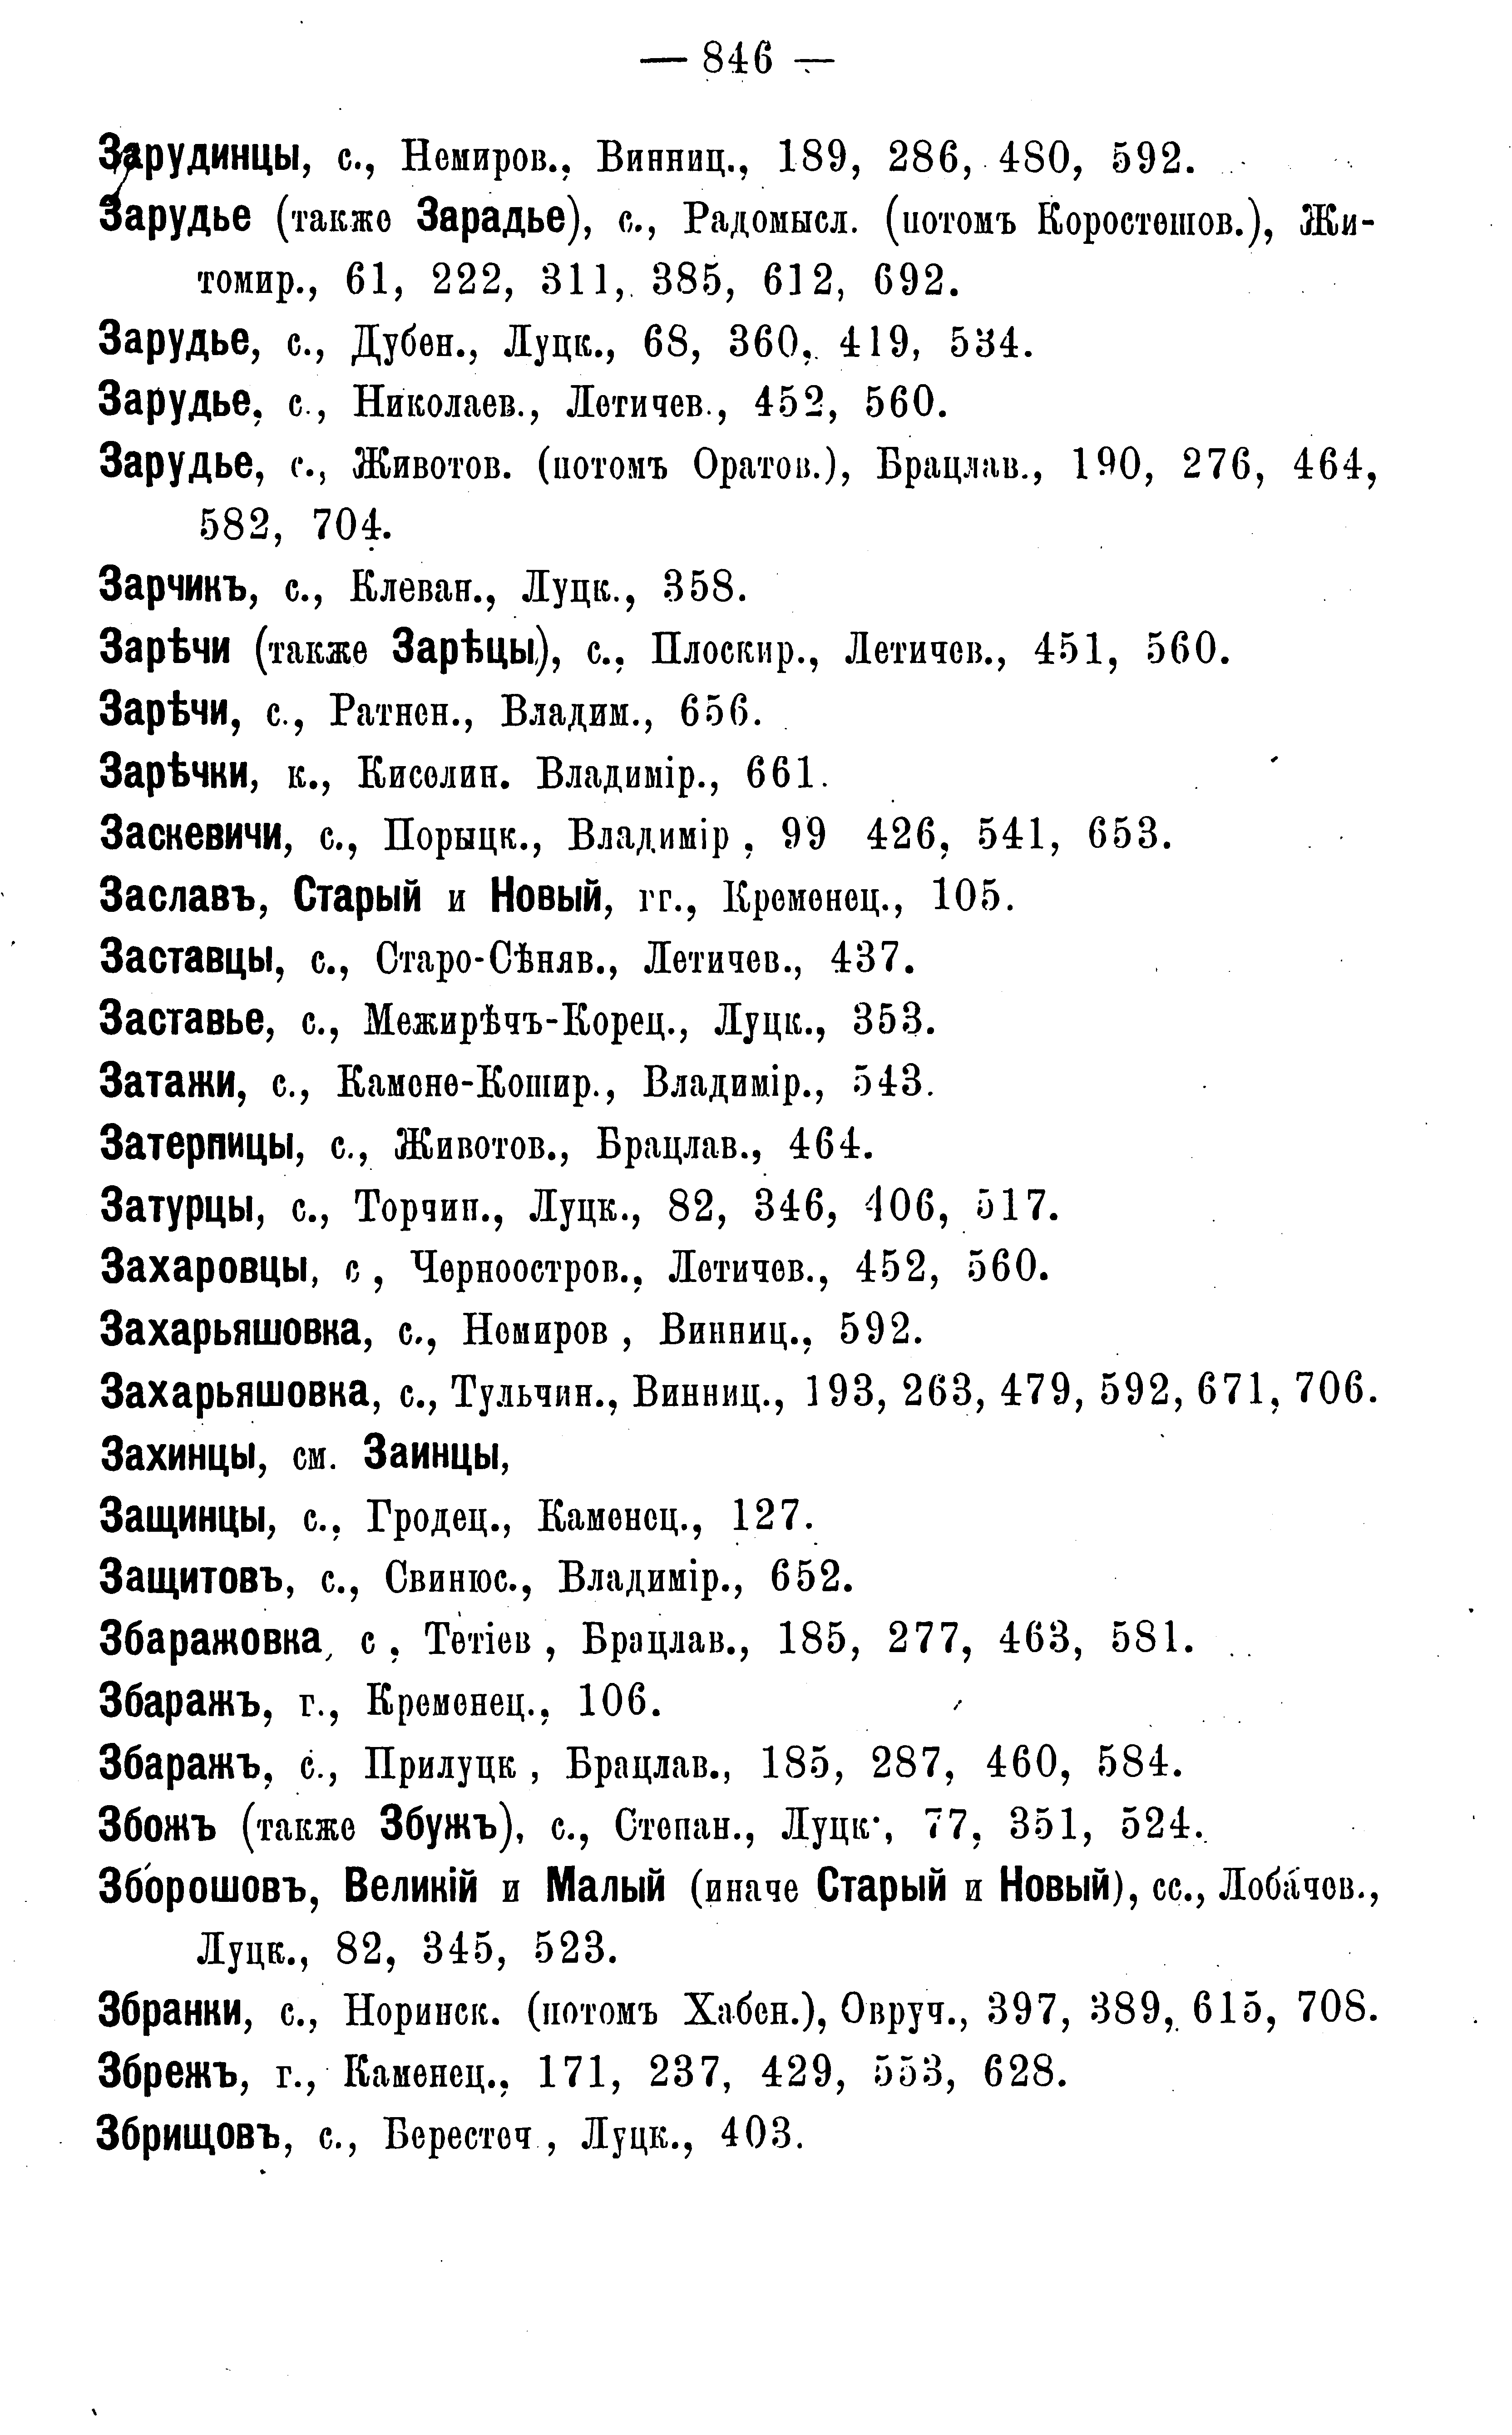 — 846 —
Зарудинцы, с., Немиров., Винниц., 189, 286, 480, 592.
Зарудье (также Зарадье), с., Радомысл. (потомъ Коростешов.), Жи-
томир., 61, 222, 311, 385, 612, 692.
Зарудье, с., Дубен., Луцк., 68, 360, 419, 534.
Зарудье, с., Николаев., Летичев., 452, 560.
Зарудье, с., Животов. (потомъ Оратов.), Брацлав., 190, 276, 464,
582, 704.
Зарчикъ, с., Клеван., Луцк., 358.
Зарѣчи (также Зарѣцы), с., Плоскир., Летичев., 451, 560.
Зарѣчи, с., Ратнен., Владим., 656.
Зарѣчки, к., Киселин. Владимір., 661.
Заскевичи, с., Порыцк., Владимір , 99 426, 541, 653.
Заславъ, Старый и Новый, гг., Кременец., 105.
Заставцы, с., Старо-Сѣняв., Летичев., 437.
Заставье, с., Межирѣчъ-Корец., Луцк., 353.
Затажи, с., Камене-Кошир., Владимір., 543.
Затерпицы, с., Животов., Брацлав., 464.
Затурцы, с., Торчин., Луцк., 82, 346, 406, 517.
Захаровцы, с , Черноостров., Летичев., 452, 560.
Захарьяшовка, с., Немиров , Винниц., 592.
Захарьяшовка, с., Тульчин., Винниц., 193, 263, 479, 592, 671, 706.
Захинцы, см. Заинцы,
Защинцы, с., Гродец., Каменец., 127.
Защитовъ, с., Свинюс., Владимір., 652.
Збаражовка, с , Тетіев , Брацлав., 185, 277, 463, 581.
Збаражъ, г., Кременец., 106.
Збаражъ, с., Прилуцк , Брацлав., 185, 287, 460, 584.
Збожъ (также Збужъ), с., Степан., Луцк., 77, 351, 524.
Зборошовъ, Великій и Малый (иначе Старый и Новый), сс., Лобачев.,
Луцк., 82, 345, 523.
Збранки, с., Норинск. (потомъ Хабен.), Овруч., 397, 389, 615, 708.
Збрежъ, г., Каменец., 171, 237, 429, 553, 628.
Збрищовъ, с., Берестеч , Луцк., 403.